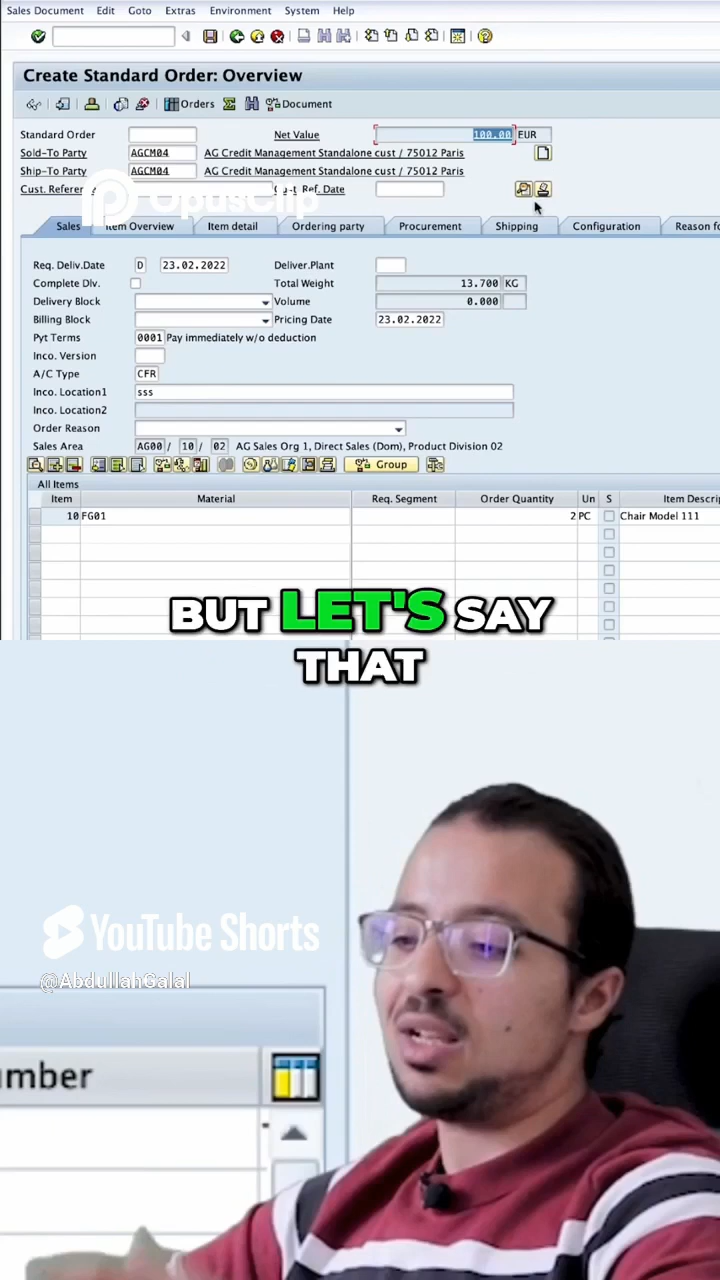 Sales Document Edit Goto Extras Environment System Help
Create Standard Order: Overview
Orders Document
Standard Order Net Value 100.00 EUR
Sold-To Party AGCM04 AG Credit Management Standalone cust / 75012 Paris
Ship-To Party AGCM04 AG Credit Management Standalone cust / 75012 Paris
Cust. Ref. Date
OpusClip
Sales Item Overview Item detail Ordering party Procurement Shipping Configuration Reason fo
Req. Deliv.Date D 23.02.2022 Deliver.Plant
Complete Dlv. Total Weight 13.700 KG
Delivery Block Volume 0.000
Billing Block Pricing Date 23.02.2022
Pyt Terms 0001 Pay immediately w/o deduction
Inco. Version
A/C Type CFR
Inco. Location1 sss
Inco. Location2
Order Reason
Sales Area AG00 / 10 / 02 AG Sales Org 1, Direct Sales (Dom), Product Division 02
Group
All Items
Item Material Req. Segment Order Quantity Un S Item Descri
10 FG01 2 PC Chair Model 111
BUT LET'S SAY
THAT
YouTube Shorts
@AbdullahGalal
umber